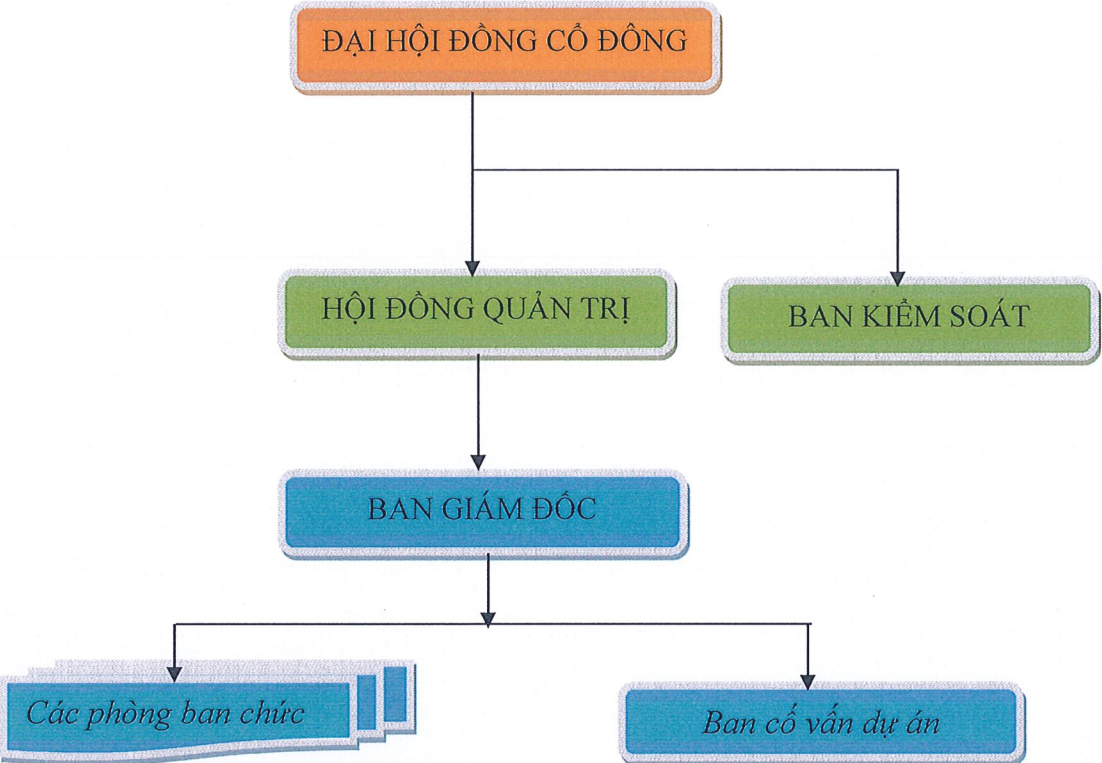 ĐẠI HỘI ĐỒNG CỔ ĐÔNG
HỘI ĐỒNG QUẢN TRỊ
BAN KIỂM SOÁT
BAN GIÁM ĐỐC
Các phòng ban chức
Ban cố vấn dự án